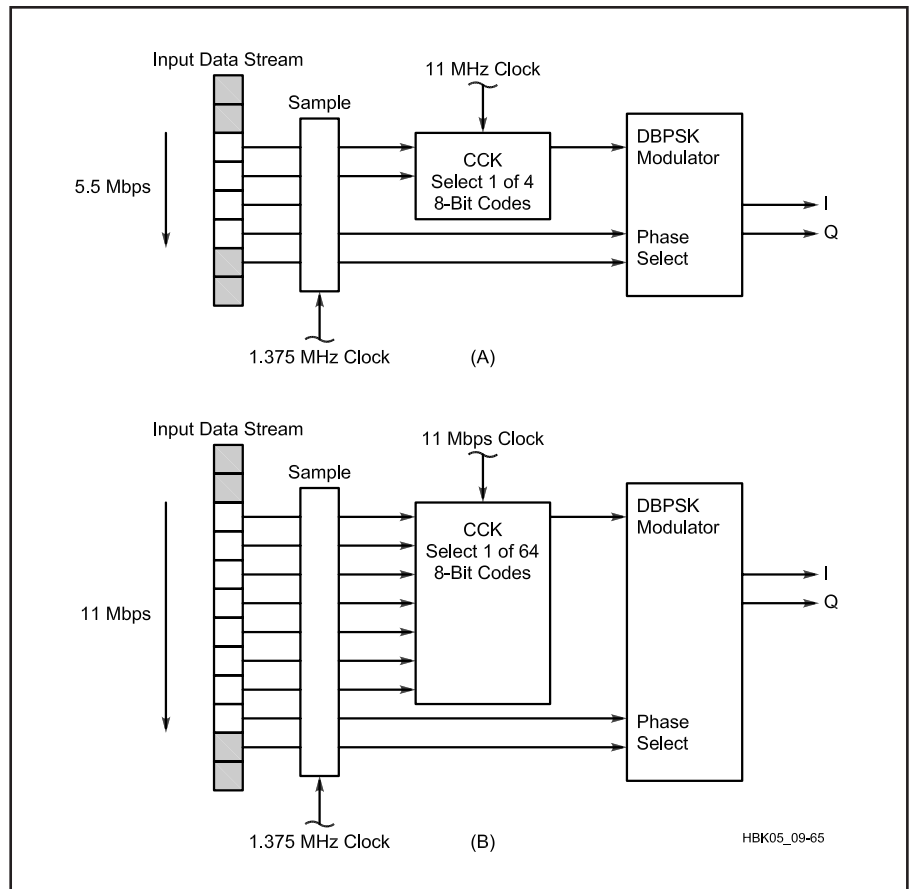 Input Data Stream
11 MHz Clock
Sample
DBPSK
Modulator
CCK
Select 1 of 4
8-Bit Codes
5.5 Mbps
I
Q
Phase
Select
1.375 MHz Clock
(A)
Input Data Stream
11 Mbps Clock
Sample
DBPSK
Modulator
CCK
Select 1 of 64
8-Bit Codes
11 Mbps
I
Q
Phase
Select
1.375 MHz Clock
(B)
HBK05_09-65